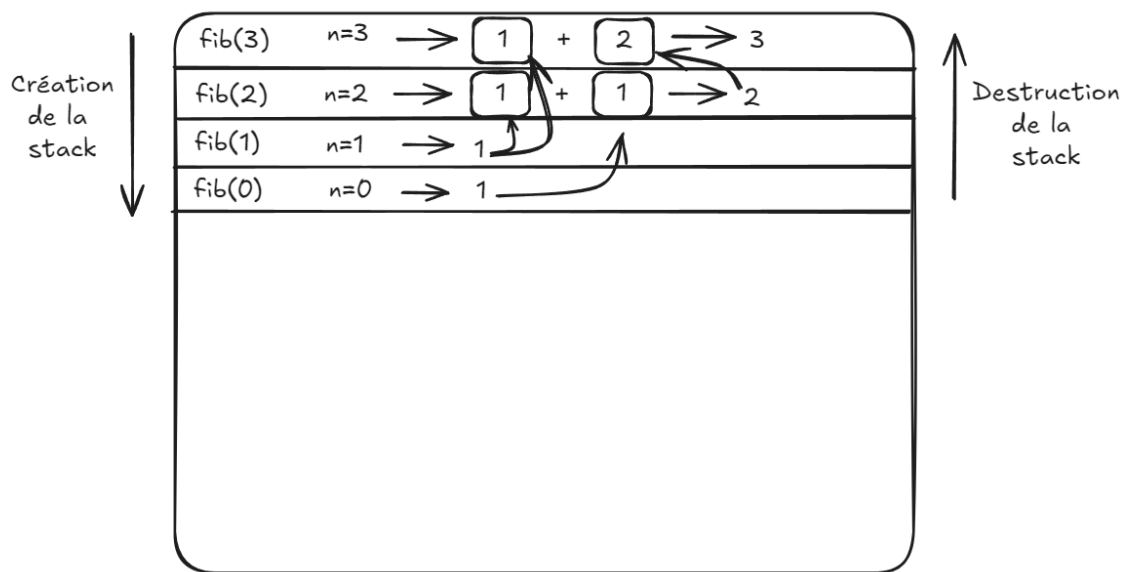 Création
de la
stack
fib(3) n=3 1 + 2 3
fib(2) n=2 1 + 1 2
fib(1) n=1 1
fib(0) n=0 1
Destruction
de la
stack